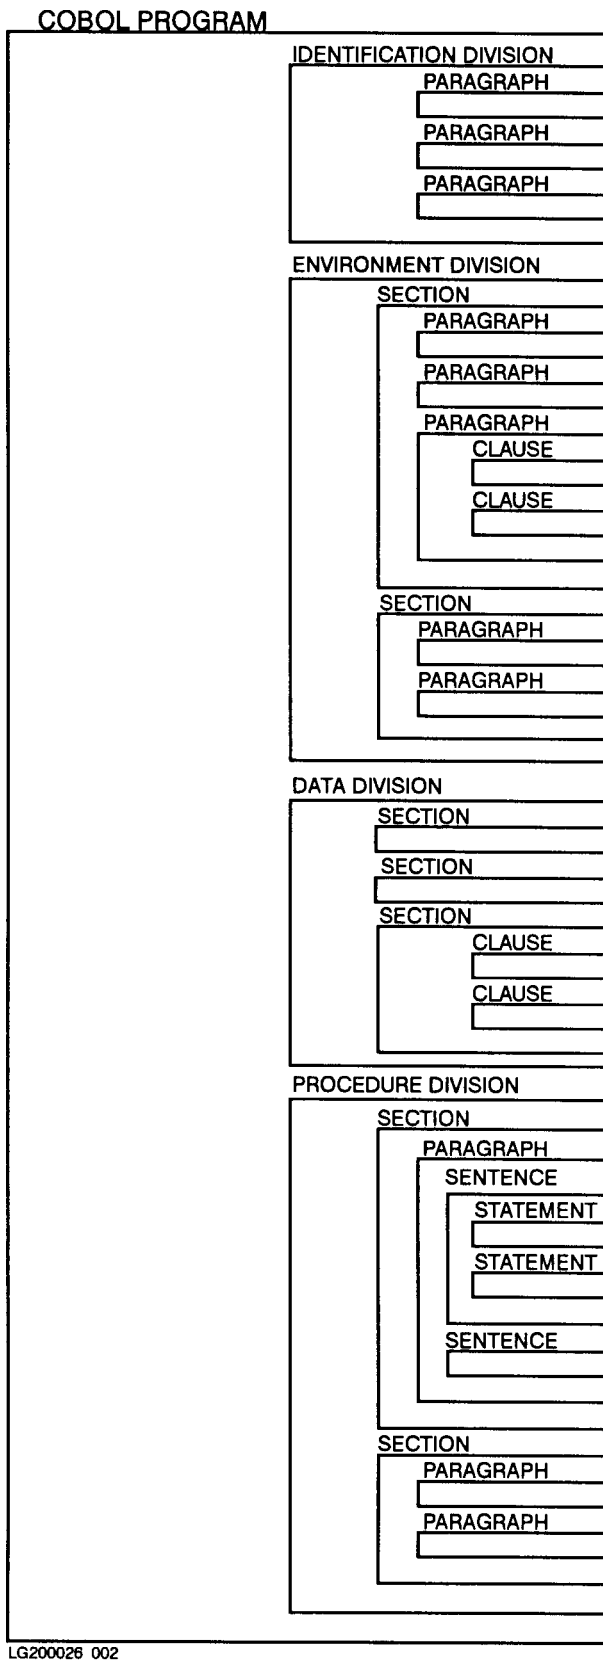 COBOL PROGRAM
IDENTIFICATION DIVISION
PARAGRAPH
PARAGRAPH
PARAGRAPH
ENVIRONMENT DIVISION
SECTION
PARAGRAPH
PARAGRAPH
PARAGRAPH
CLAUSE
CLAUSE
SECTION
PARAGRAPH
PARAGRAPH
DATA DIVISION
SECTION
SECTION
SECTION
CLAUSE
CLAUSE
PROCEDURE DIVISION
SECTION
PARAGRAPH
SENTENCE
STATEMENT
STATEMENT
SENTENCE
SECTION
PARAGRAPH
PARAGRAPH
LG200026 002